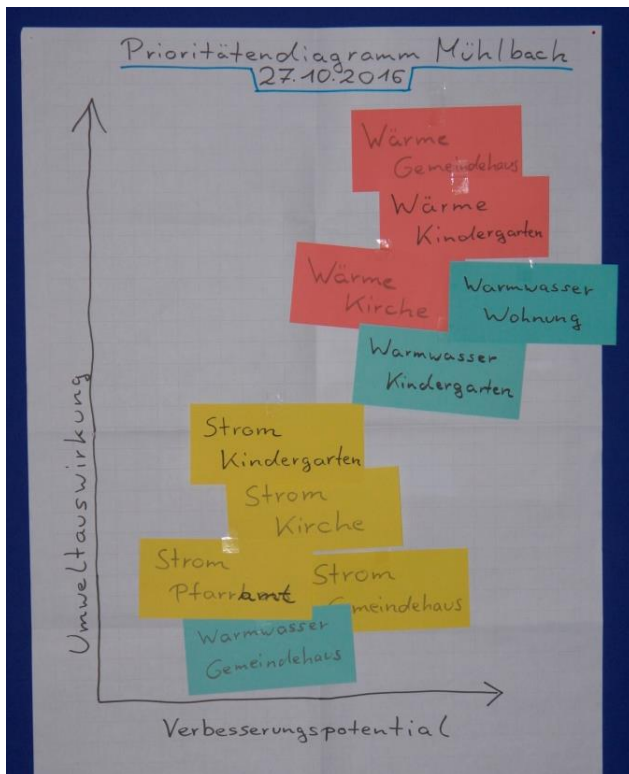 Prioritätendiagramm Mühlbach
27.10.2016
Wärme
Gemeindehaus
Wärme
Kindergarten
Wärme
Kirche
Warmwasser
Wohnung
Warmwasser
Kindergarten
Strom
Kindergarten
Strom
Kirche
Strom
Pfarramt
Strom
Gemeindehaus
Warmwasser
Gemeindehaus
Umweltauswirkung
Verbesserungspotential